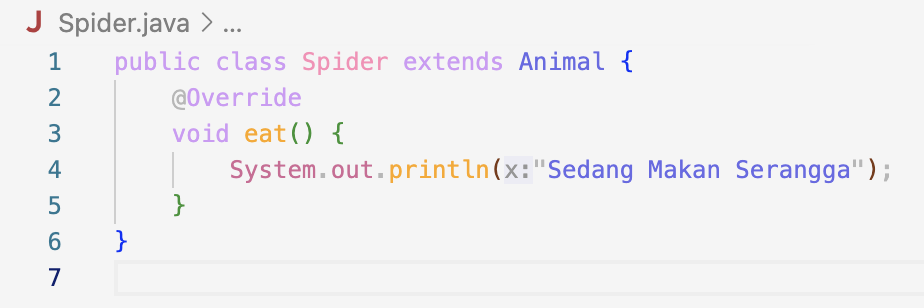 J Spider.java > ...
1 public class Spider extends Animal {
2     @Override
3     void eat() {
4         System.out.println(x:"Sedang Makan Serangga");
5     }
6 }
7